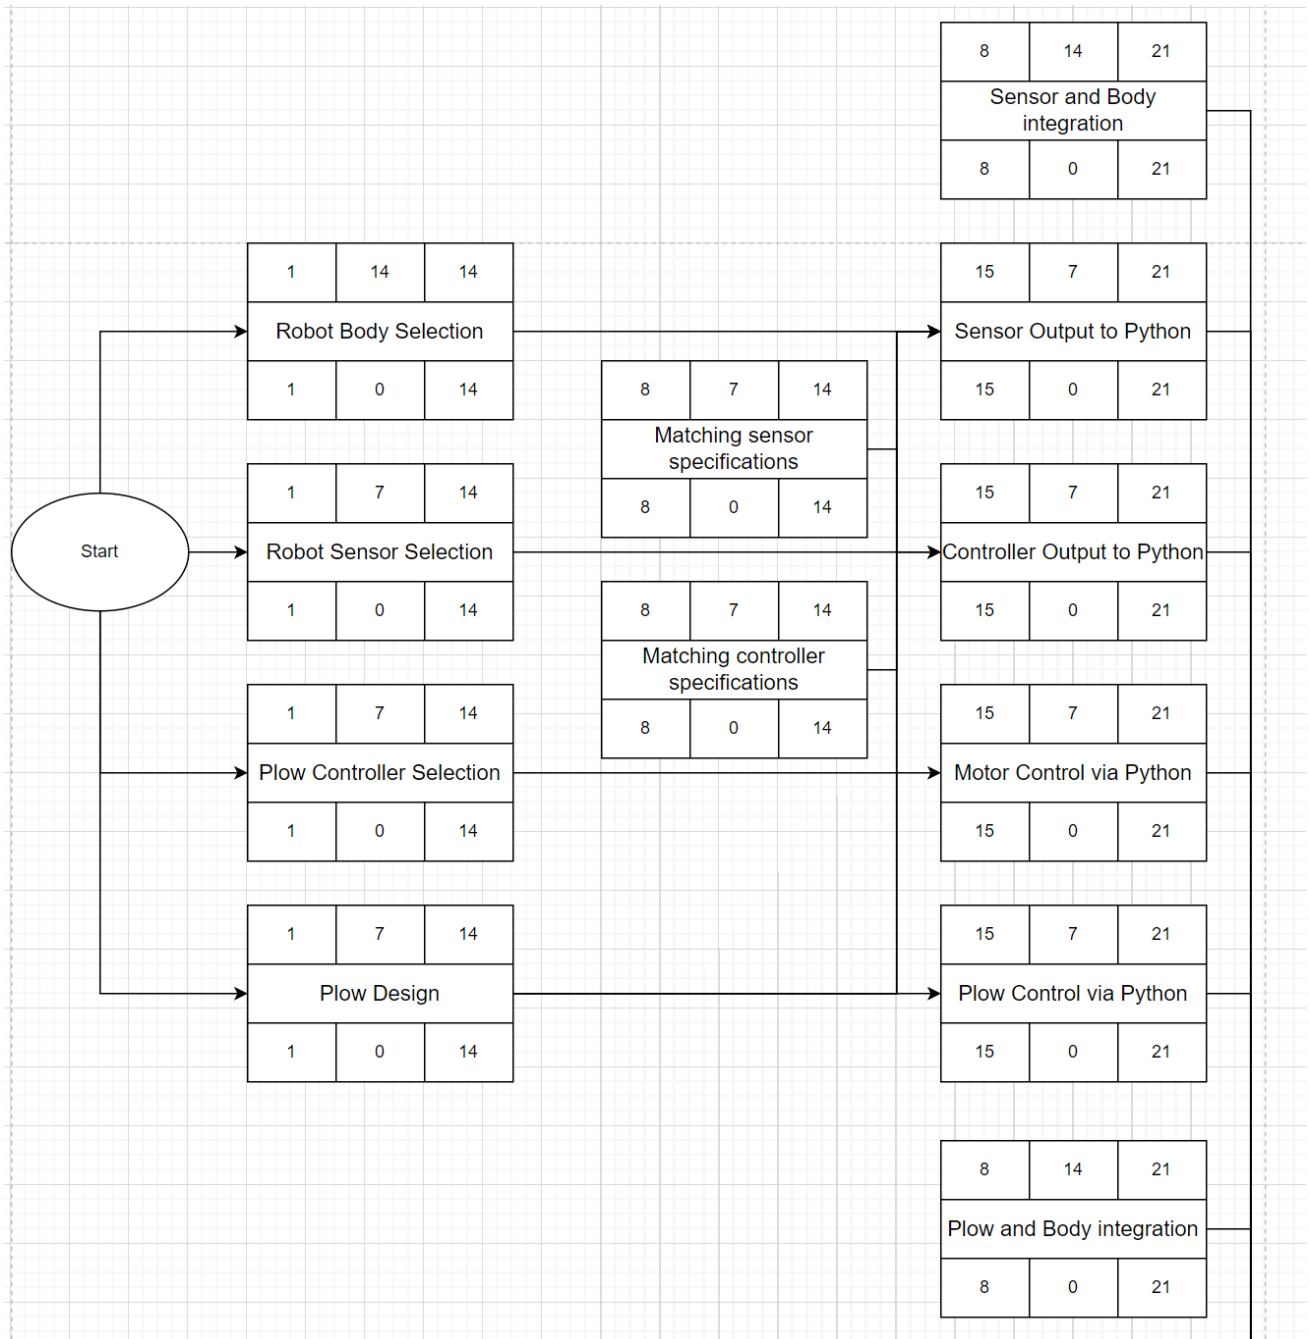 8 14 21
Sensor and Body
integration
8 0 21
Start
1 14 14
Robot Body Selection
1 0 14
1 7 14
Robot Sensor Selection
1 0 14
1 7 14
Plow Controller Selection
1 0 14
1 7 14
Plow Design
1 0 14
8 7 14
Matching sensor
specifications
8 0 14
8 7 14
Matching controller
specifications
8 0 14
15 7 21
Sensor Output to Python
15 0 21
15 7 21
Controller Output to Python
15 0 21
15 7 21
Motor Control via Python
15 0 21
15 7 21
Plow Control via Python
15 0 21
8 14 21
Plow and Body integration
8 0 21